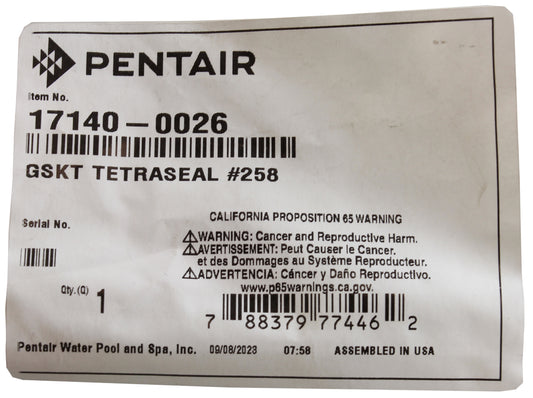 PENTAIR
Item No.
17140-0026
GSKT TETRASEAL #258
Serial No.
CALIFORNIA PROPOSITION 65 WARNING
⚠WARNING: Cancer and Reproductive Harm.
⚠AVERTISSEMENT: Peut Causer le Cancer.
et des Dommages au Système Reproducteur.
⚠ADVERTENCIA: Cáncer y Daño Reproductivo.
www.p65warnings.ca.gov.
Qty.(Q) 1
7 88379 77446 2
Pentair Water Pool and Spa, Inc. 09/08/2023 07:58 ASSEMBLED IN USA